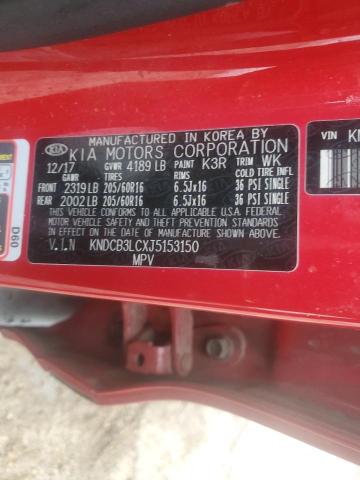 MANUFACTURED IN KOREA BY
KIA KIA MOTORS CORPORATION
12/17 GVWR 4189 LB PAINT K3R TRIM WK
GAWR TIRES RIMS COLD TIRE INFL
FRONT 2319 LB 205/60R16 6.5Jx16 36 PSI SINGLE
REAR 2002 LB 205/60R16 6.5Jx16 36 PSI SINGLE
THIS VEHICLE CONFORMS TO ALL APPLICABLE
U.S.A. FEDERAL MOTOR VEHICLE SAFETY STANDARDS
IN EFFECT ON THE DATE OF MANUFACTURE SHOWN ABOVE.
V.I.N KNDCB3LCXJ5153150
MPV
D60
VIN KN